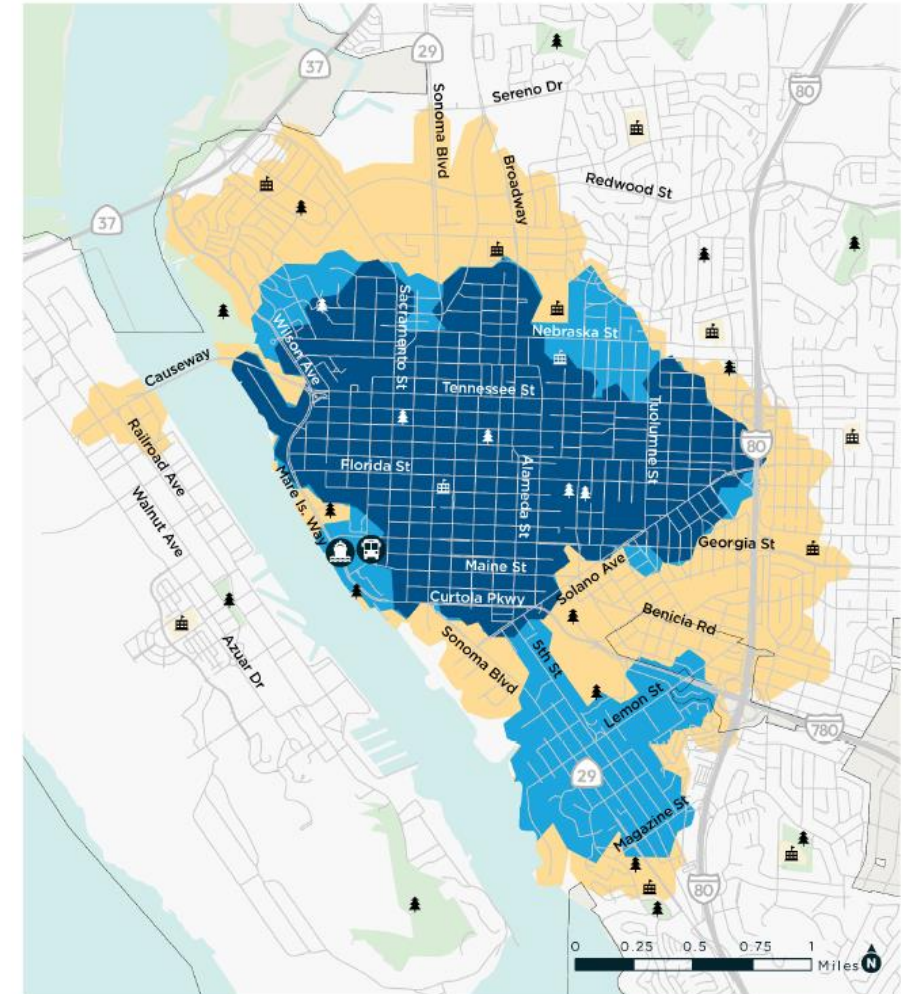 37
29
80
Sereno Dr
Sonoma Blvd
Broadway
Redwood St
37
Sacramento St
Nebraska St
Wilson Ave
Causeway
Tennessee St
Tuolumne St
Railroad Ave
80
Florida St
Alameda St
Mare Is. Way
Walnut Ave
Georgia St
Maine St
Solano Ave
Curtola Pkwy
Benicia Rd
Sonoma Blvd
5th St
Azuar Dr
Lemon St
780
29
Magazine St
80
0 0.25 0.5 0.75 1
Miles N